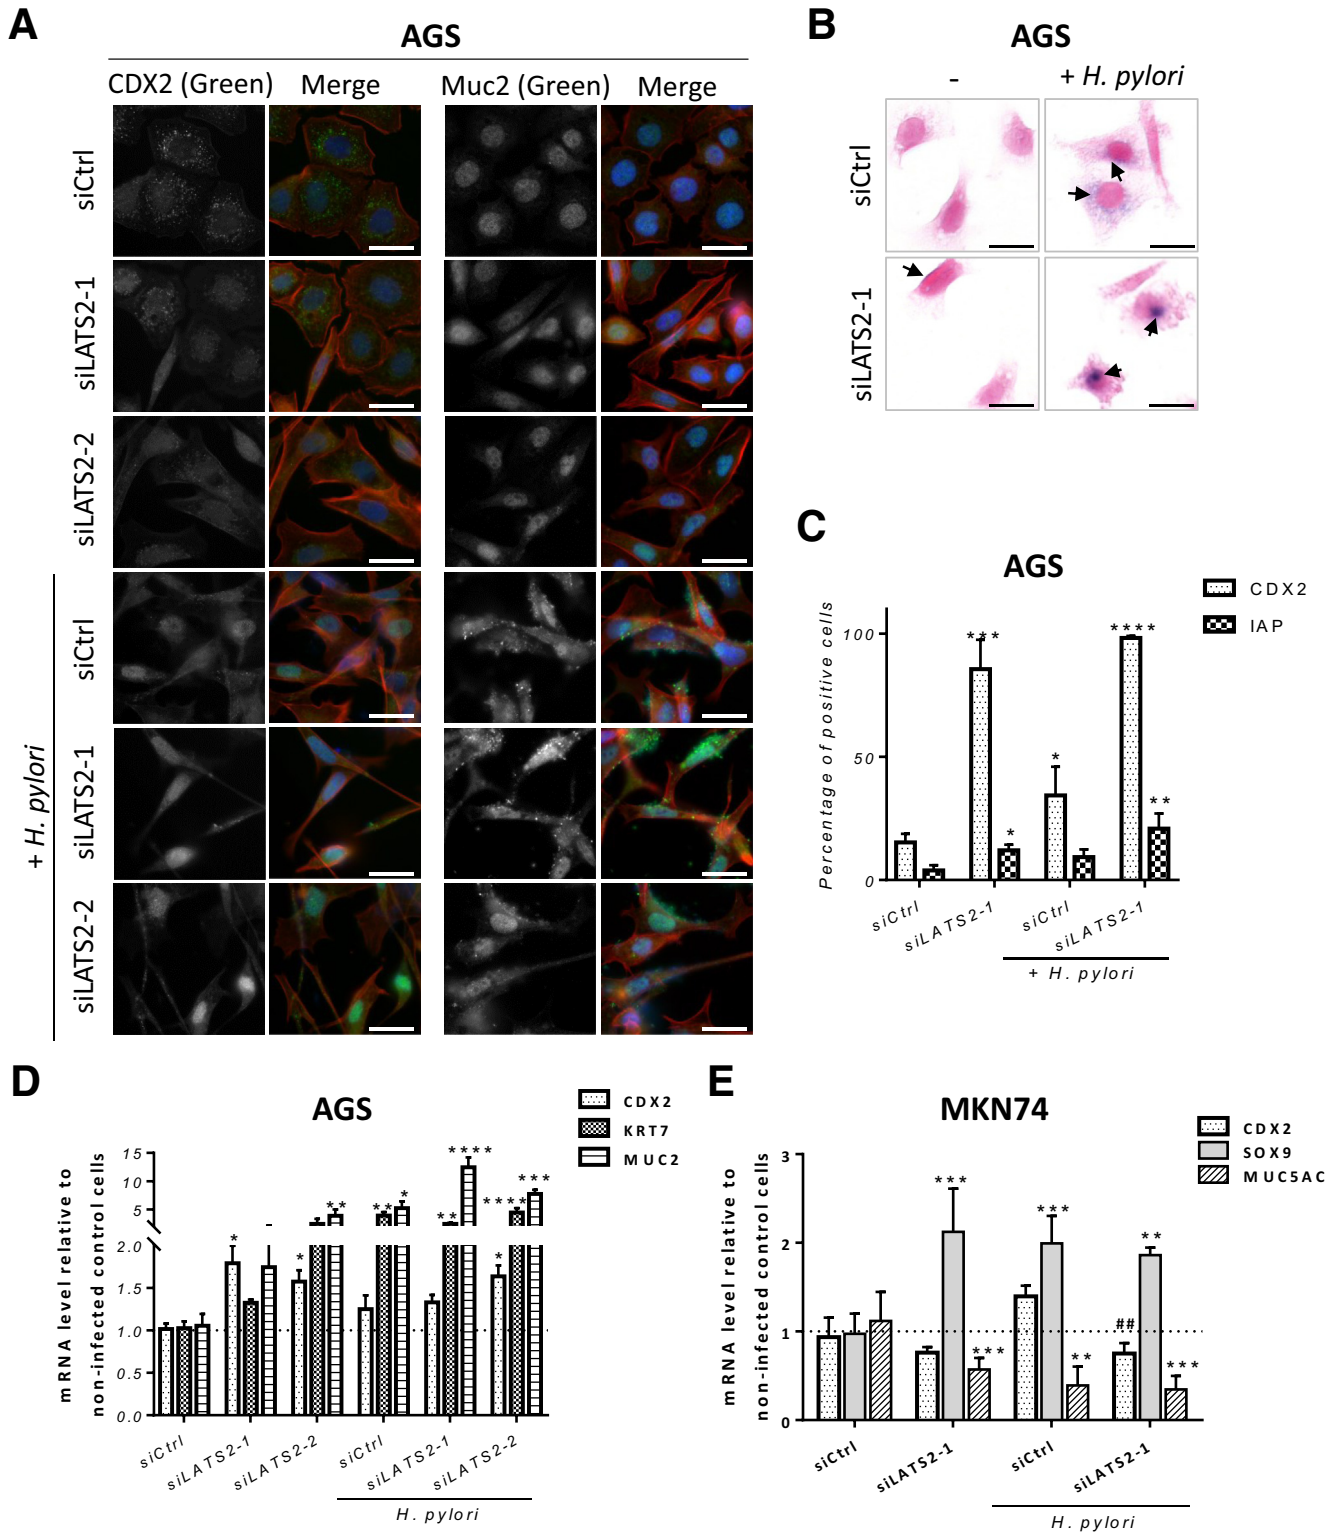 A
AGS
CDX2 (Green) Merge Muc2 (Green) Merge
siCtrl
siLATS2-1
siLATS2-2
+ H. pylori
siCtrl
siLATS2-1
siLATS2-2
B
AGS
- + H. pylori
siCtrl
siLATS2-1
C
AGS
CDX2
IAP
Percentage of positive cells
100
50
0
***
*
*
****
**
siCtrl siLATS2-1 siCtrl siLATS2-1
+ H. pylori
D
AGS
CDX2
KRT7
MUC2
mRNA level relative to
non-infected control cells
15
10
5
2.0
1.5
1.0
0.5
0.0
*
*
**
**
*
**
****
****
*
***
siCtrl siLATS2-1 siLATS2-2 siCtrl siLATS2-1 siLATS2-2
H. pylori
E
MKN74
CDX2
SOX9
MUC5AC
mRNA level relative to
non-infected control cells
3
2
1
0
***
***
***
**
##
**
***
siCtrl siLATS2-1 siCtrl siLATS2-1
H. pylori